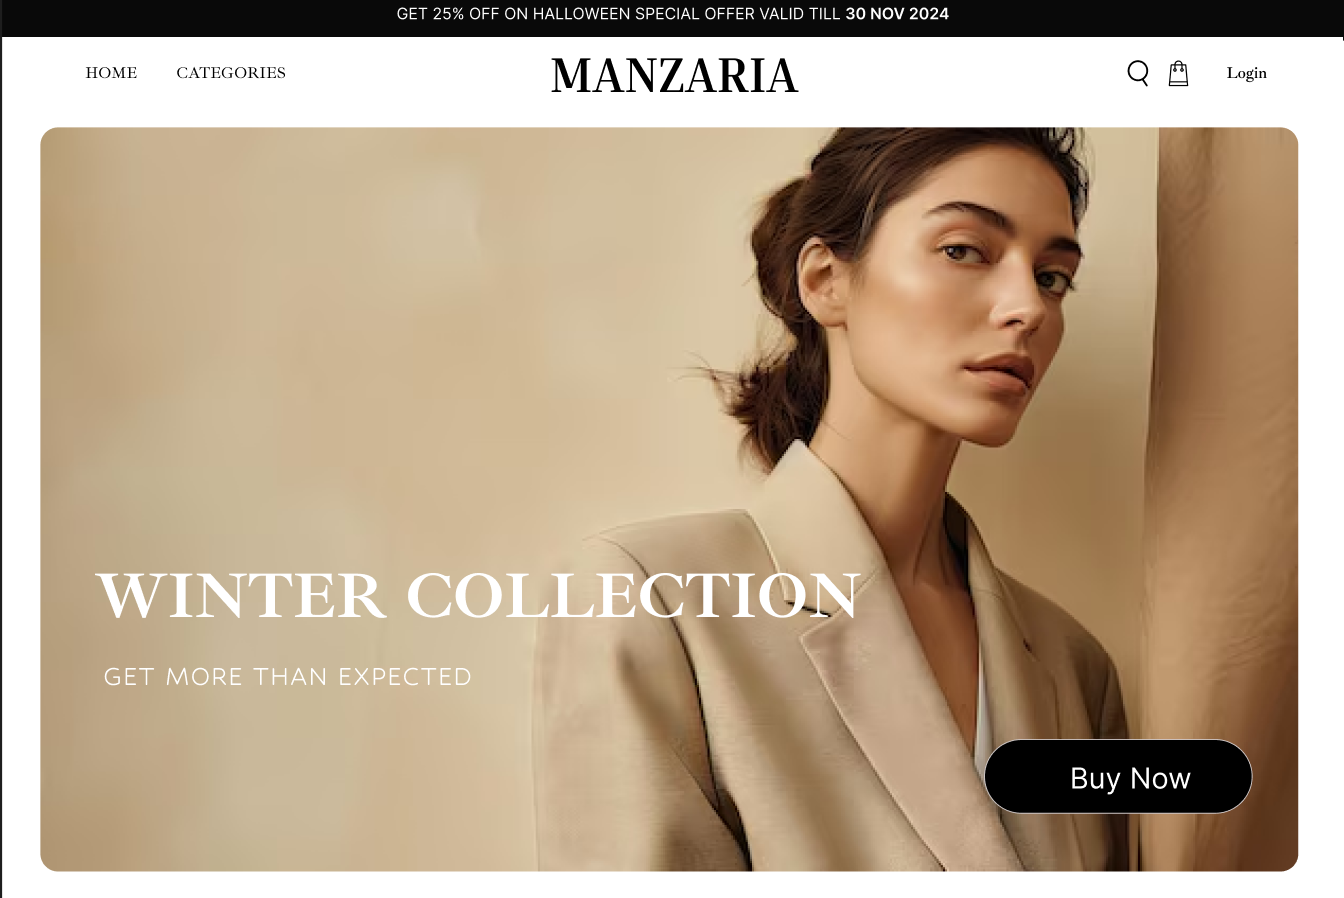 GET 25% OFF ON HALLOWEEN SPECIAL OFFER VALID TILL 30 NOV 2024
HOME CATEGORIES MANZARIA Login
WINTER COLLECTION
GET MORE THAN EXPECTED
Buy Now